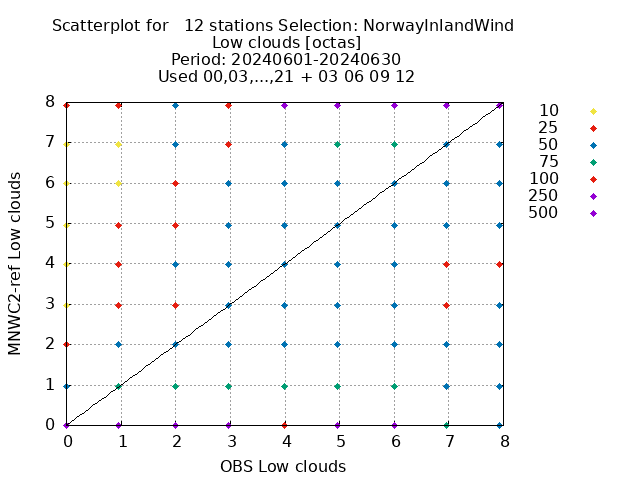 Scatterplot for   12 stations Selection: NorwayInlandWind
Low clouds [octas]
Period: 20240601-20240630
Used 00,03,...,21 + 03 06 09 12
8
7
6
5
4
3
2
1
0
MNWC2-ref Low clouds
0 1 2 3 4 5 6 7 8
OBS Low clouds
10
25
50
75
100
250
500